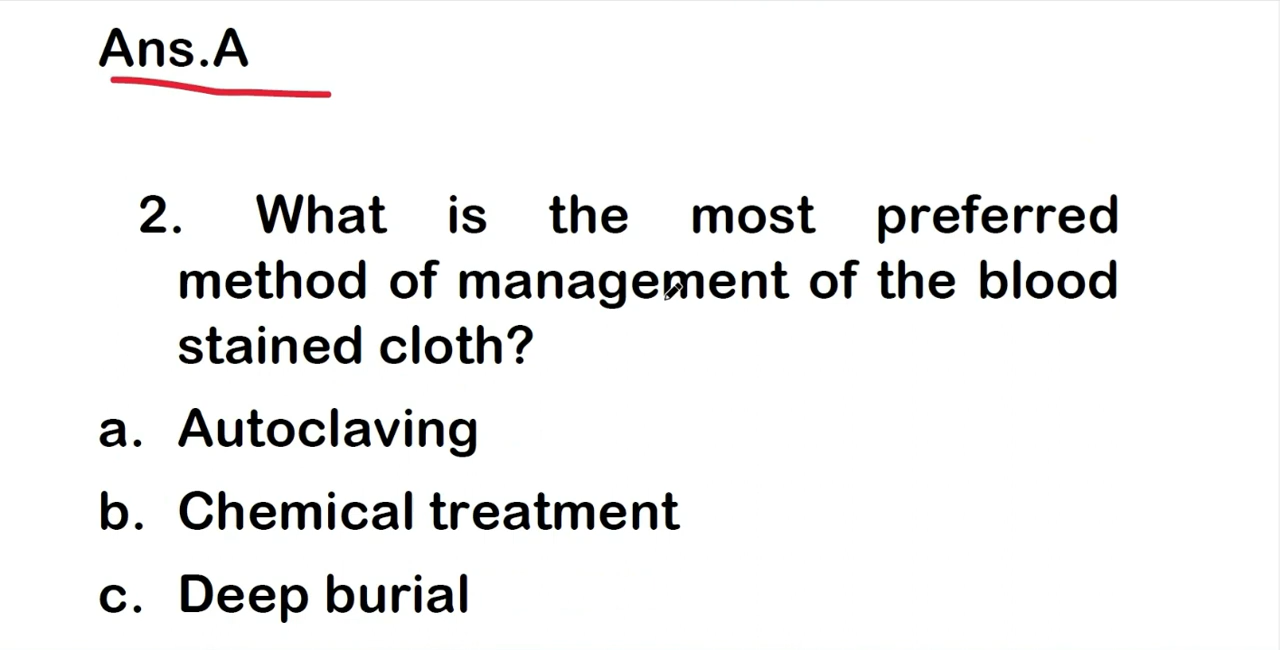 Ans.A
2. What is the most preferred
method of management of the blood
stained cloth?
a. Autoclaving
b. Chemical treatment
c. Deep burial